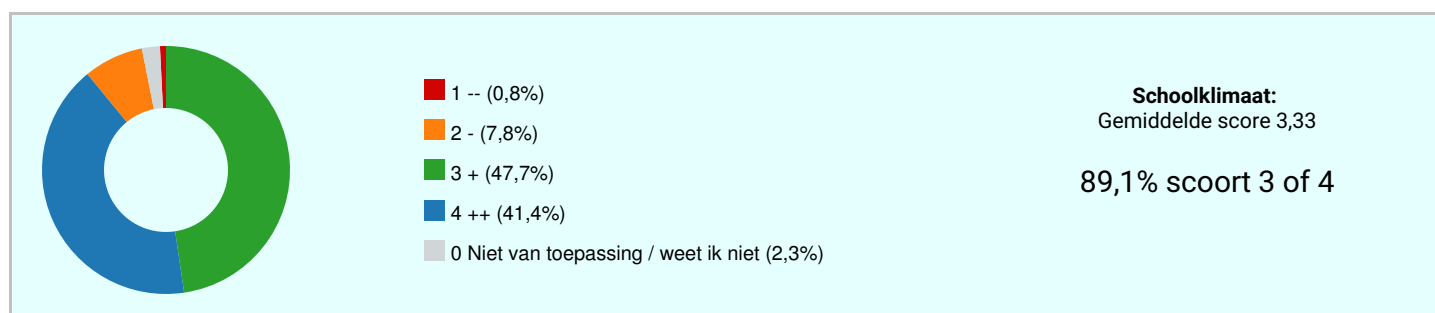 1 -- (0,8%)
2 - (7,8%)
3 + (47,7%)
4 ++ (41,4%)
0 Niet van toepassing / weet ik niet (2,3%)
Schoolklimaat:
Gemiddelde score 3,33
89,1% scoort 3 of 4